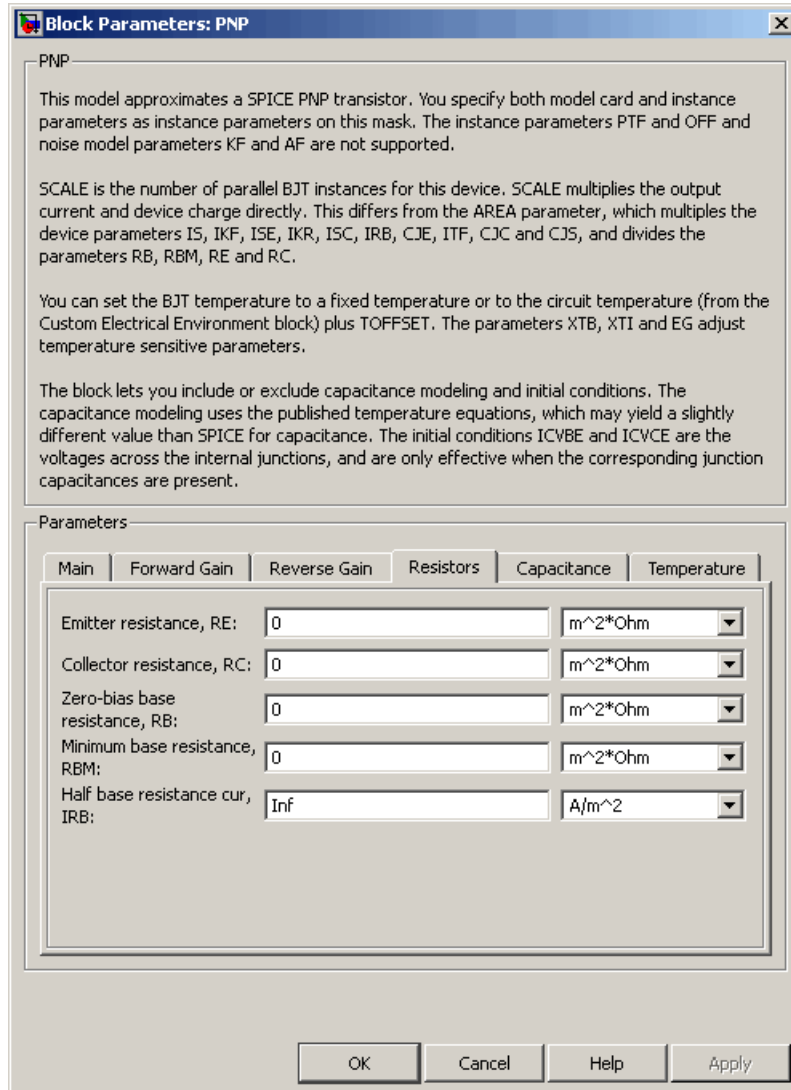 Block Parameters: PNP
PNP
This model approximates a SPICE PNP transistor. You specify both model card and instance
parameters as instance parameters on this mask. The instance parameters PTF and OFF and
noise model parameters KF and AF are not supported.
SCALE is the number of parallel BJT instances for this device. SCALE multiplies the output
current and device charge directly. This differs from the AREA parameter, which multiples the
device parameters IS, IKF, ISE, IKR, ISC, IRB, CJE, ITF, CJC and CJS, and divides the
parameters RB, RBM, RE and RC.
You can set the BJT temperature to a fixed temperature or to the circuit temperature (from the
Custom Electrical Environment block) plus TOFFSET. The parameters XTB, XTI and EG adjust
temperature sensitive parameters.
The block lets you include or exclude capacitance modeling and initial conditions. The
capacitance modeling uses the published temperature equations, which may yield a slightly
different value than SPICE for capacitance. The initial conditions ICVBE and ICVCE are the
voltages across the internal junctions, and are only effective when the corresponding junction
capacitances are present.
Parameters
Main Forward Gain Reverse Gain Resistors Capacitance Temperature
Emitter resistance, RE: 0 m^2*Ohm
Collector resistance, RC: 0 m^2*Ohm
Zero-bias base
resistance, RB: 0 m^2*Ohm
Minimum base resistance,
RBM: 0 m^2*Ohm
Half base resistance cur,
IRB: Inf A/m^2
OK Cancel Help Apply